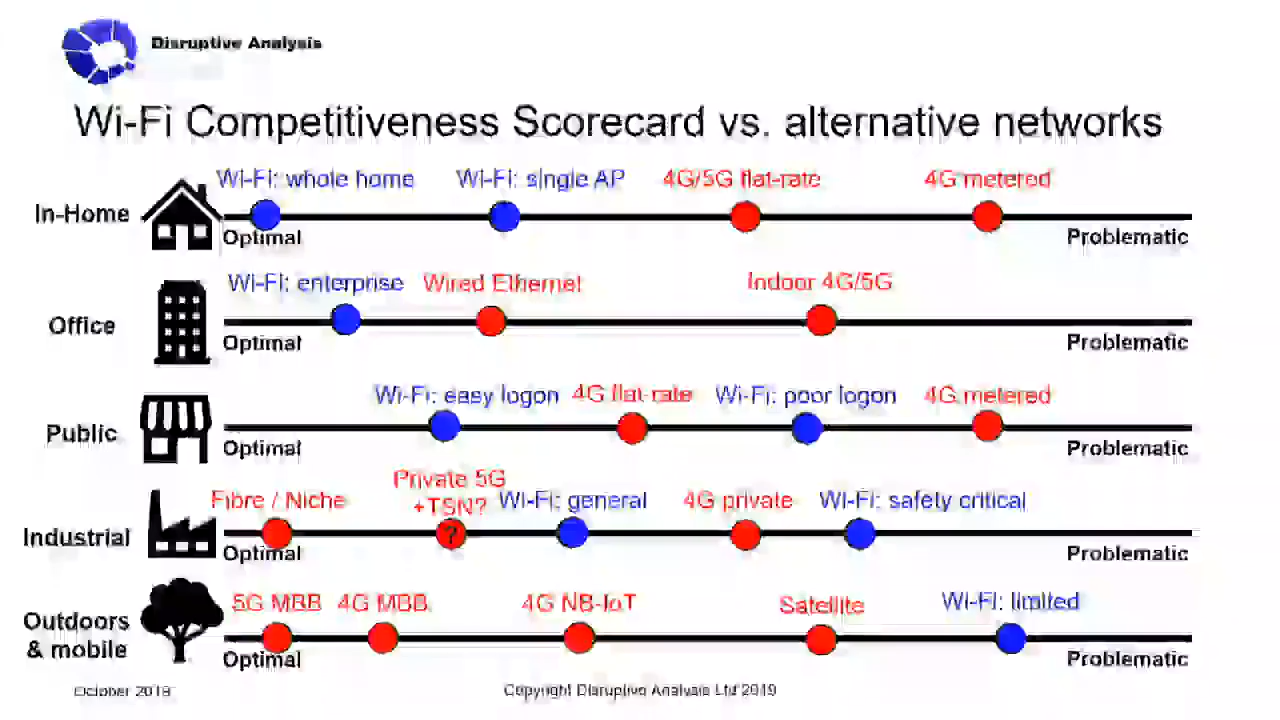 Disruptive Analysis
Wi-Fi Competitiveness Scorecard vs. alternative networks
Wi-Fi: whole home Wi-Fi: single AP 4G/5G flat-rate 4G metered
In-Home
Optimal Problematic
Wi-Fi: enterprise Wired Ethernet Indoor 4G/5G
Office
Optimal Problematic
Wi-Fi: easy logon 4G flat-rate Wi-Fi: poor logon 4G metered
Public
Optimal Problematic
Private 5G
Fibre / Niche +TSN? Wi-Fi: general 4G private Wi-Fi: safety critical
?
Industrial
Optimal Problematic
5G MBB 4G MBB 4G NB-IoT Satellite Wi-Fi: limited
Outdoors
& mobile
Optimal Problematic
October 2019 Copyright Disruptive Analysis Ltd 2019